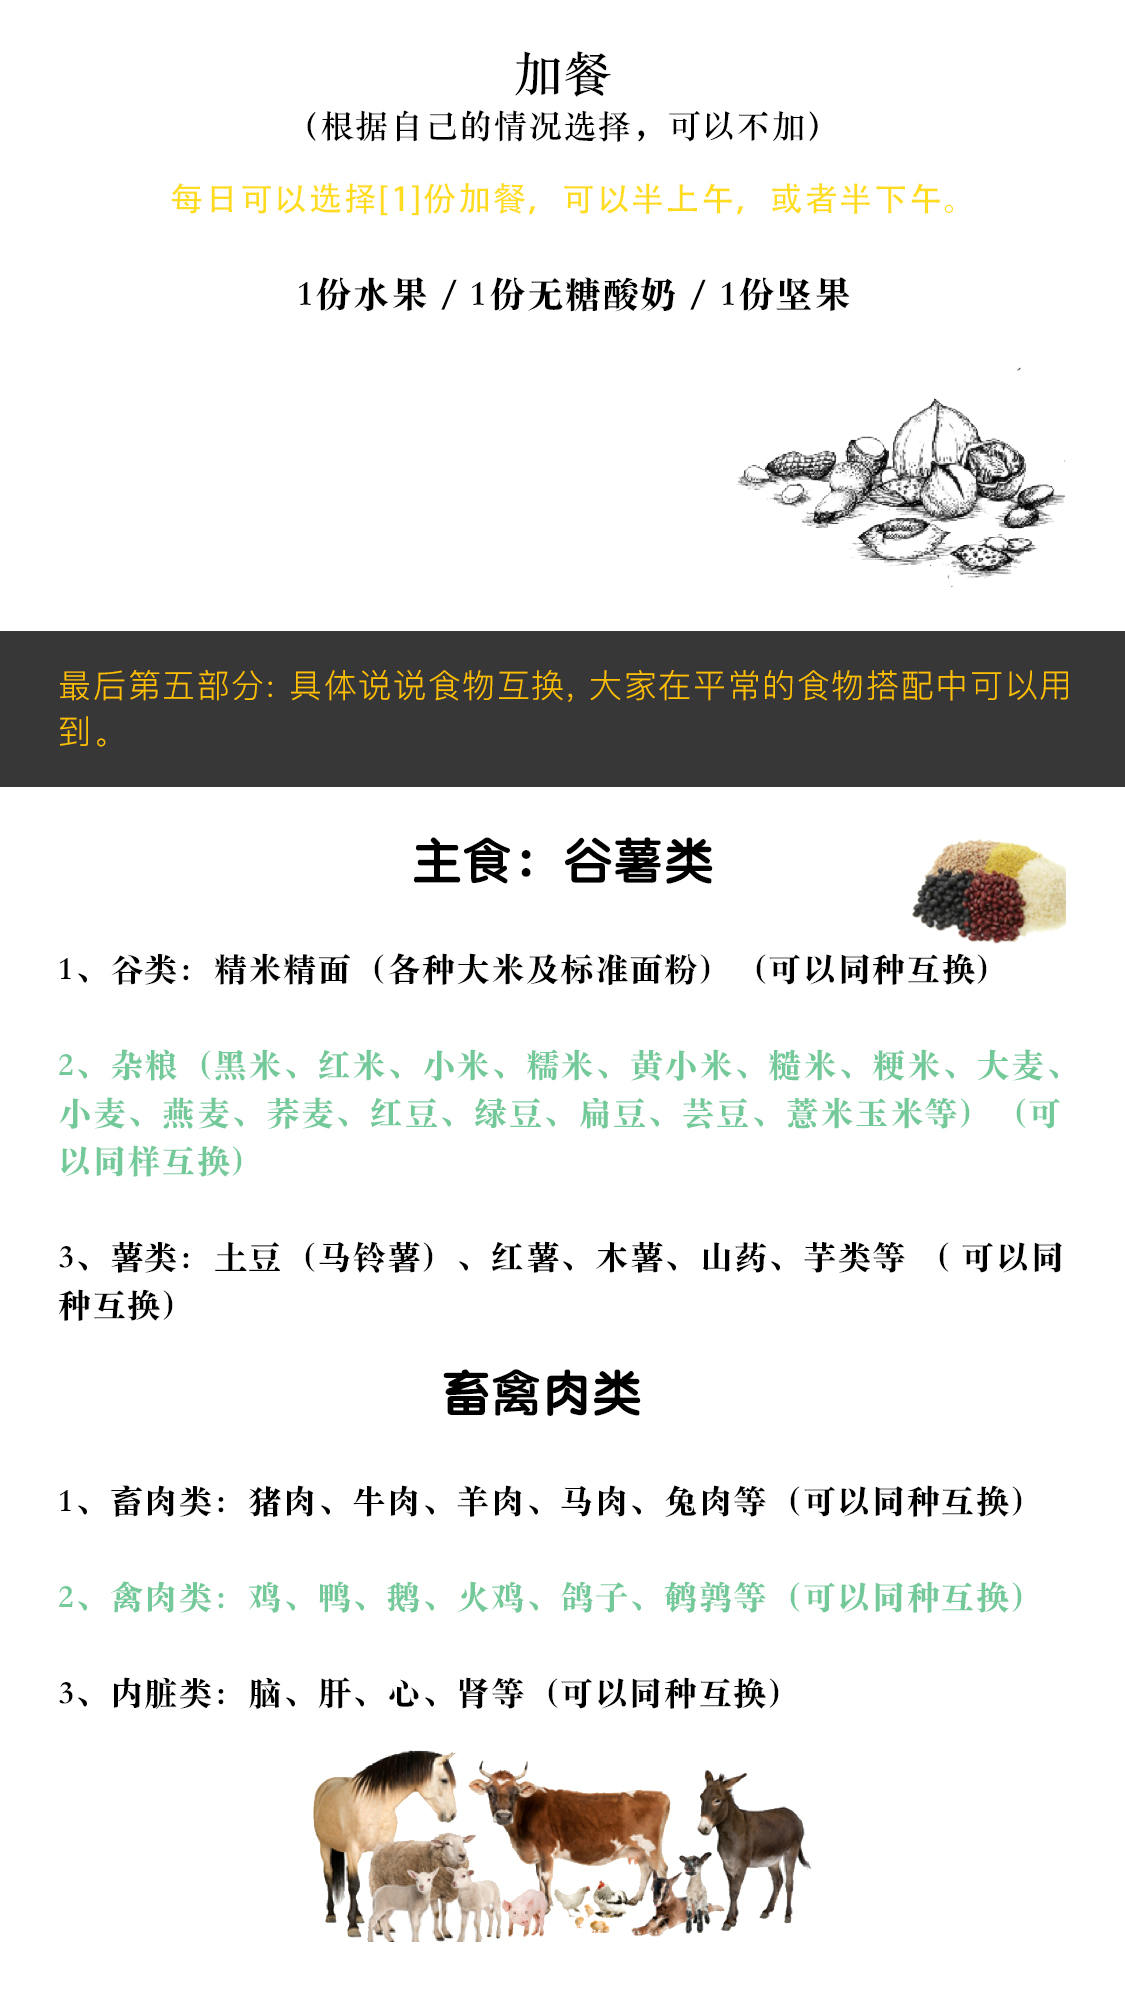 加餐
（根据自己的情况选择，可以不加）
每日可以选择[1]份加餐，可以半上午，或者半下午。
1份水果 / 1份无糖酸奶 / 1份坚果
最后第五部分：具体说说食物互换，大家在平常的食物搭配中可以用
到。
主食：谷薯类
1、谷类：精米精面（各种大米及标准面粉）（可以同种互换）
2、杂粮（黑米、红米、小米、糯米、黄小米、糙米、粳米、大麦、
小麦、燕麦、荞麦、红豆、绿豆、扁豆、芸豆、薏米玉米等）（可
以同样互换）
3、薯类：土豆（马铃薯）、红薯、木薯、山药、芋类等 （ 可以同
种互换）
畜禽肉类
1、畜肉类：猪肉、牛肉、羊肉、马肉、兔肉等（可以同种互换）
2、禽肉类：鸡、鸭、鹅、火鸡、鸽子、鹌鹑等（可以同种互换）
3、内脏类：脑、肝、心、肾等（可以同种互换）